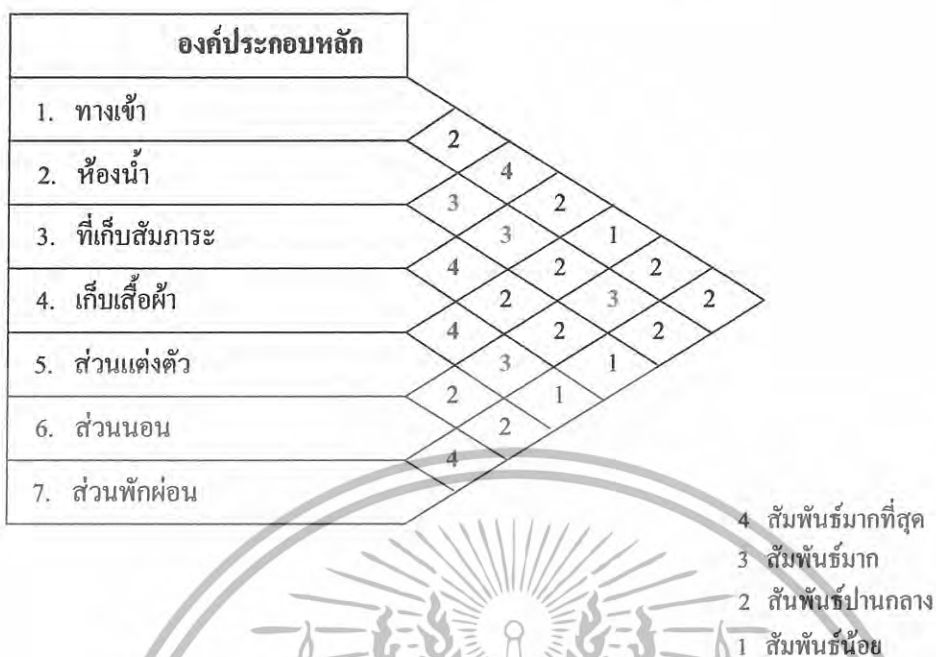 องค์ประกอบหลัก
1. ทางเข้า
2
2. ห้องน้ำ
4
3
2
3. ที่เก็บสัมภาระ
3
1
4
2
2
4. เก็บเสื้อผ้า
2
3
2
4
2
2
5. ส่วนแต่งตัว
3
1
2
1
6. ส่วนนอน
2
4
7. ส่วนพักผ่อน
4 สัมพันธ์มากที่สุด
3 สัมพันธ์มาก
2 สันพันธ์ปานกลาง
1 สัมพันธ์น้อย